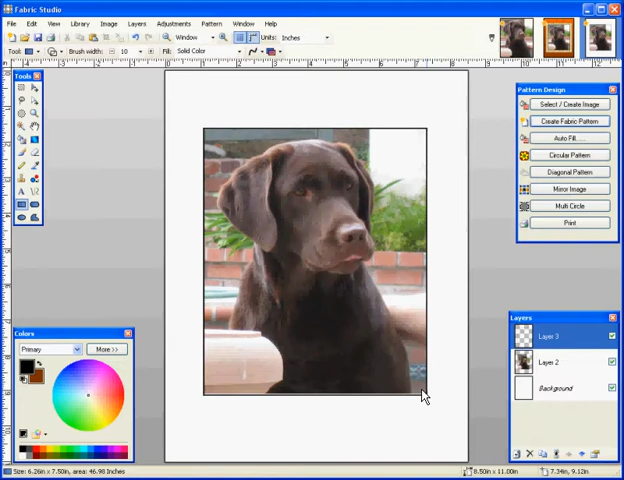 Fabric Studio
File Edit View Library Image Layers Adjustments Pattern Window Help
Window Units: Inches
Tool: Brush width: 10 Fill: Solid Color
Tools
Pattern Design
Select / Create Image
Create Fabric Pattern
Auto Fill....
Circular Pattern
Diagonal Pattern
Mirror Image
Multi Circle
Print
Layers
Layer 3
Layer 2
Background
Colors
Primary More >>
Size: 6.26in x 7.50in, area: 46.98 Inches 8.50in x 11.00in 7.34in, 9.12in